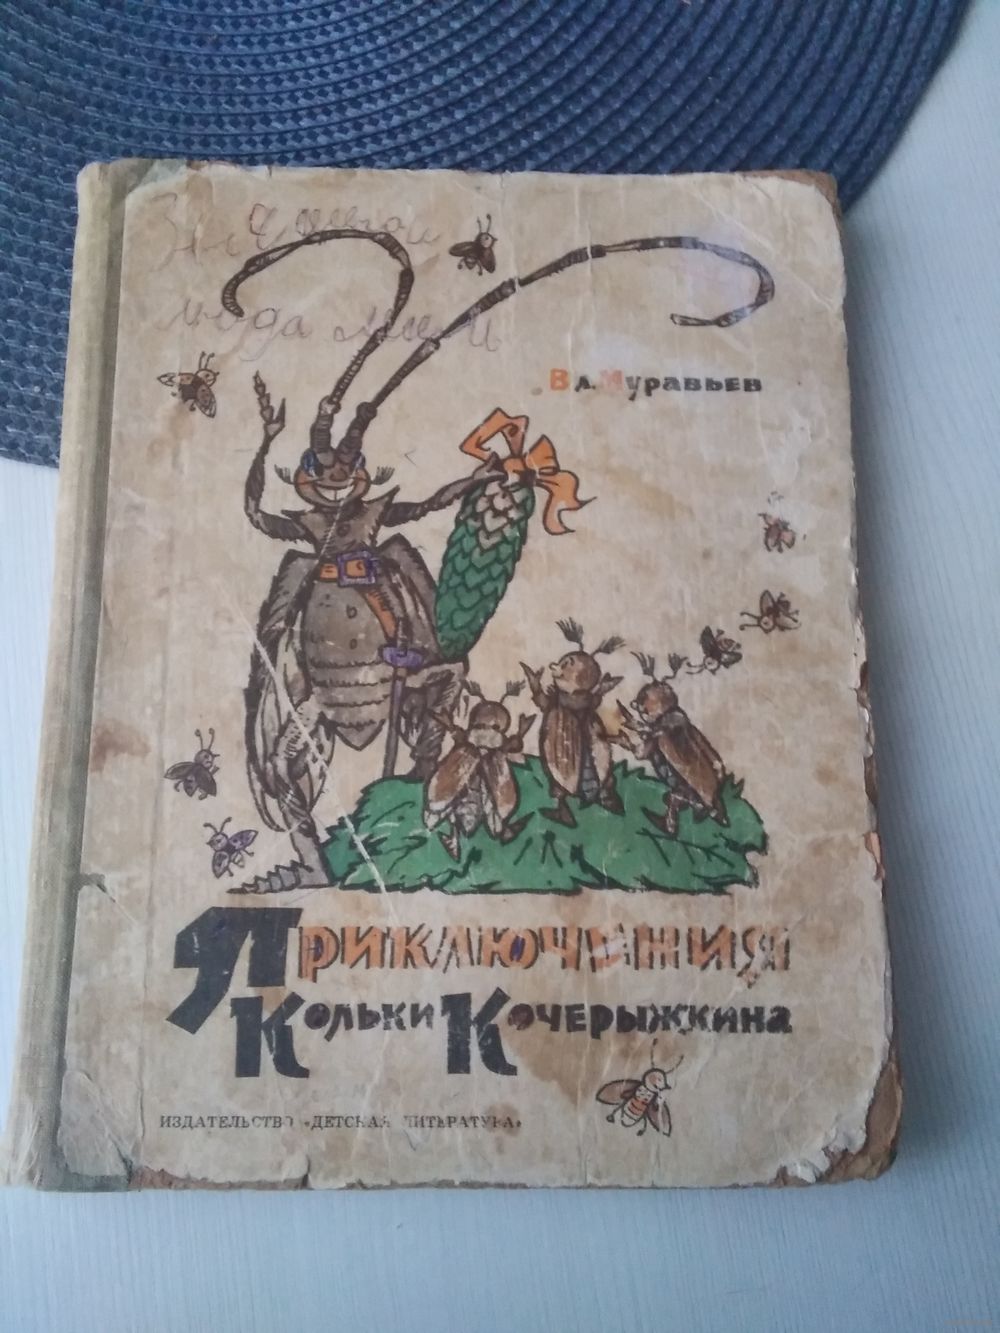 Вл. Муравьев
Приключения
Кольки Кочерыжкина
ИЗДАТЕЛЬСТВО «ДЕТСКАЯ ЛИТЕРАТУРА»